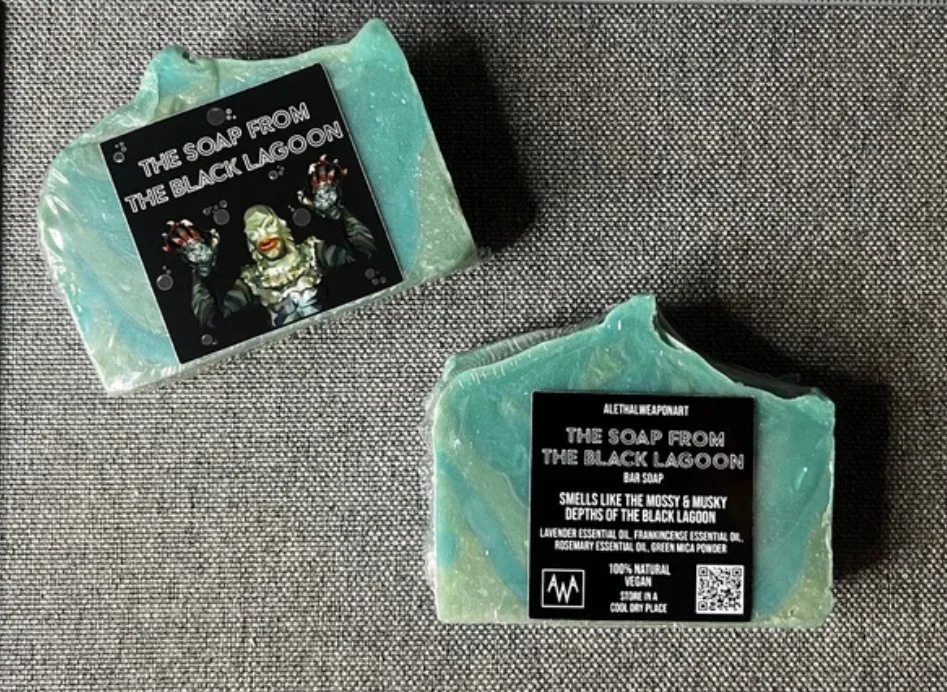 THE SOAP FROM
THE BLACK LAGOON
ALETHALWEAPONART
THE SOAP FROM
THE BLACK LAGOON
BAR SOAP
SMELLS LIKE THE MOSSY & MUSKY
DEPTHS OF THE BLACK LAGOON
LAVENDER ESSENTIAL OIL, FRANKINCENSE ESSENTIAL OIL,
ROSEMARY ESSENTIAL OIL, GREEN MICA POWDER
100% NATURAL
VEGAN
STORE IN A
COOL DRY PLACE
AWA